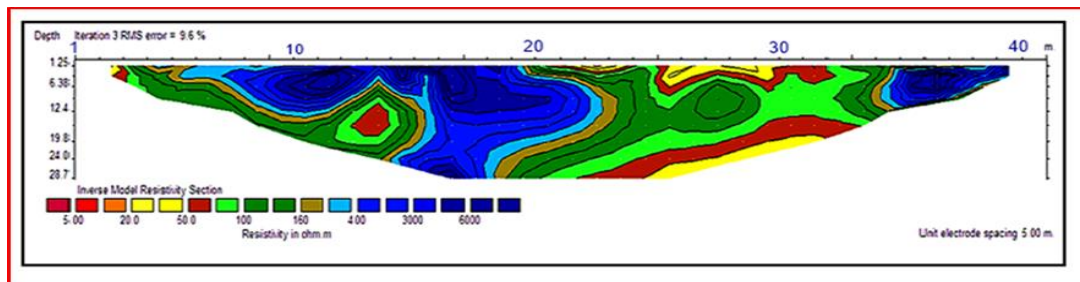 Depth Iteration 3 RMS error = 9.6 %
1 10 20 30 40 m.
1.25
6.38
12.4
19.8
24.0
28.7
Inverse Model Resistivity Section
5.00 20.0 50.0 100 160 400 3000 6000
Resistivity in ohm.m
Unit electrode spacing 5.00 m.